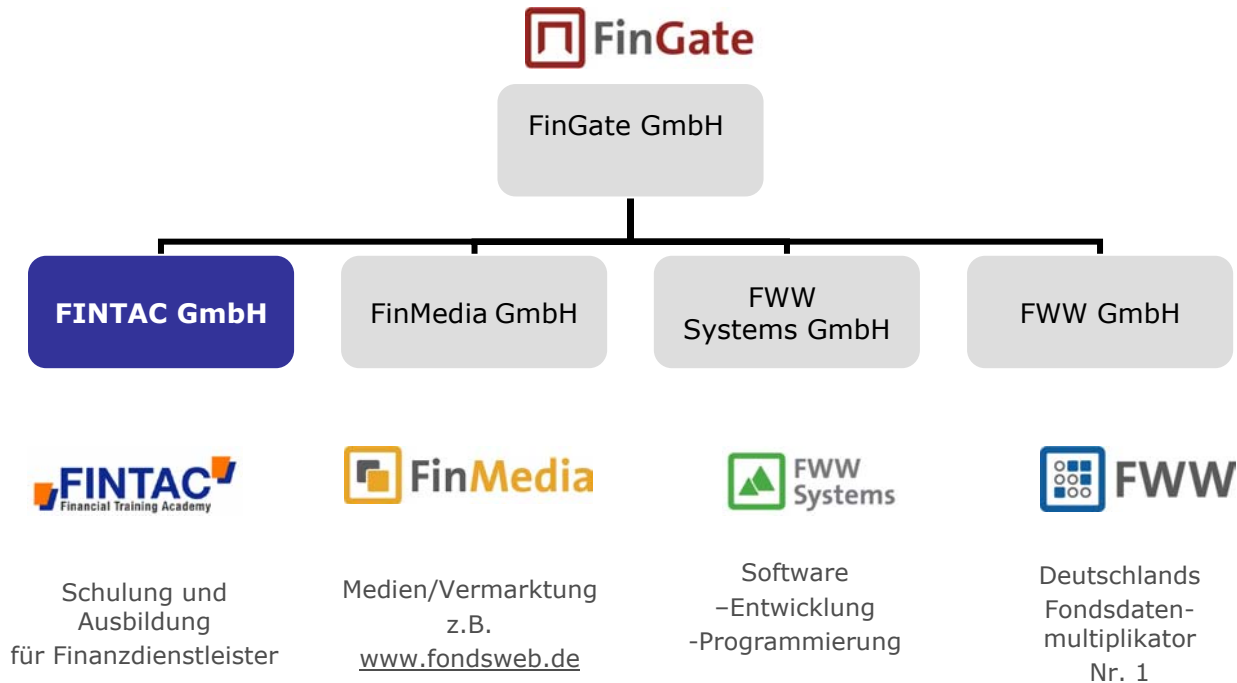 FinGate
FinGate GmbH
FINTAC GmbH
FinMedia GmbH
FWW
Systems GmbH
FWW GmbH
FINTAC
Financial Training Academy
FinMedia
FWW
Systems
FWW
Schulung und
Ausbildung
für Finanzdienstleister
Medien/Vermarktung
z.B.
www.fondsweb.de
Software
–Entwicklung
-Programmierung
Deutschlands
Fondsdaten-
multiplikator
Nr. 1